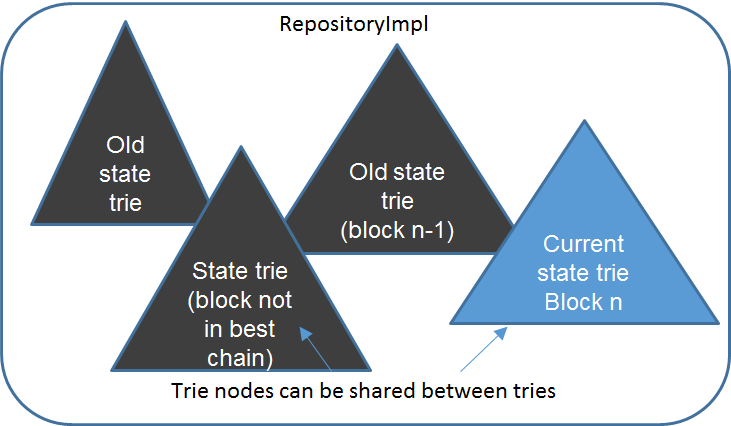 RepositoryImpl
Old
state
trie
Old state
trie
(block n-1)
State trie
(block not
in best
chain)
Current
state trie
Block n
Trie nodes can be shared between tries